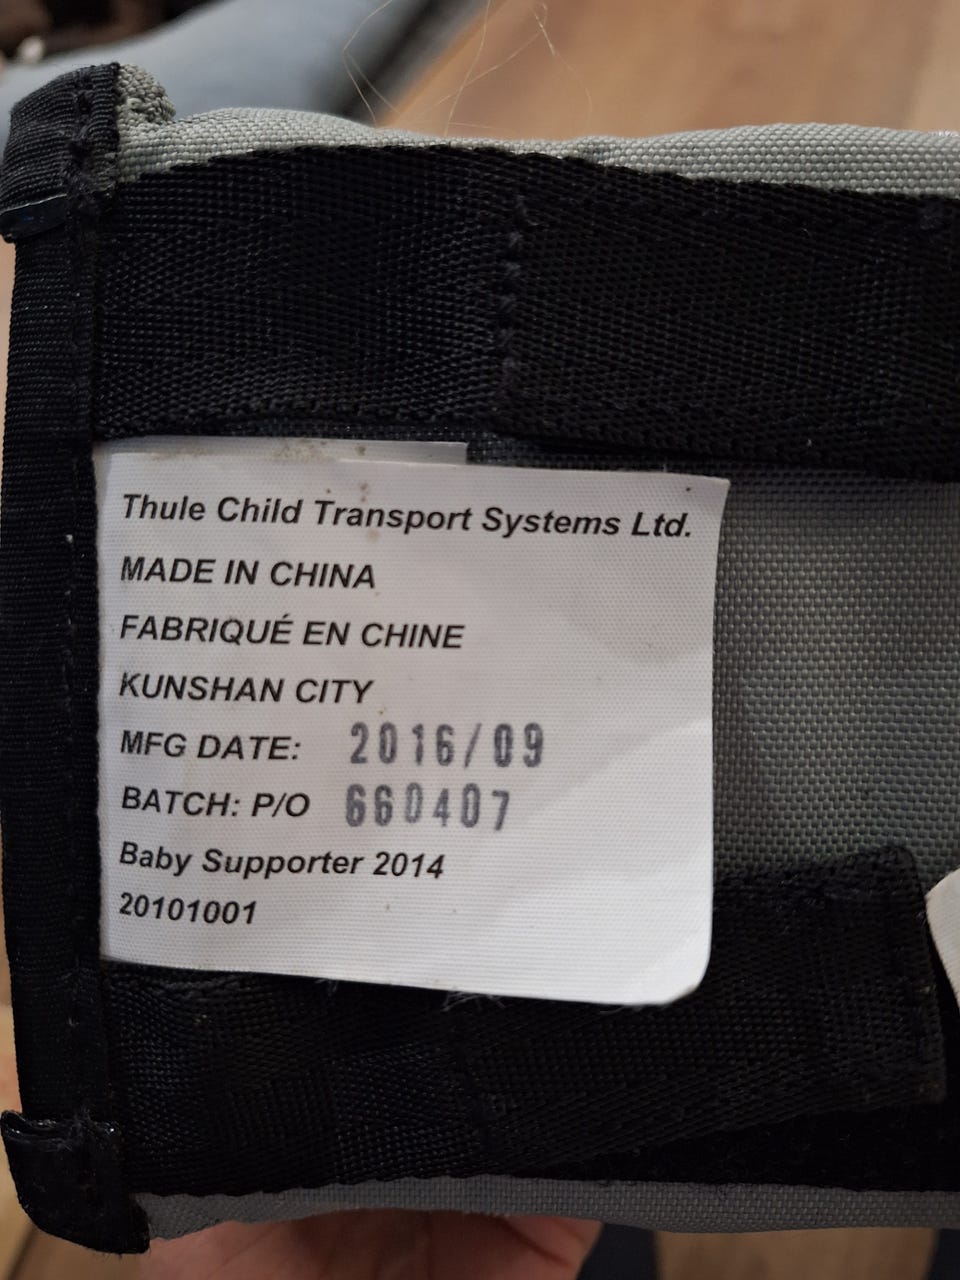 Thule Child Transport Systems Ltd.
MADE IN CHINA
FABRIQUÉ EN CHINE
KUNSHAN CITY
MFG DATE: 2016/09
BATCH: P/O 660407
Baby Supporter 2014
20101001